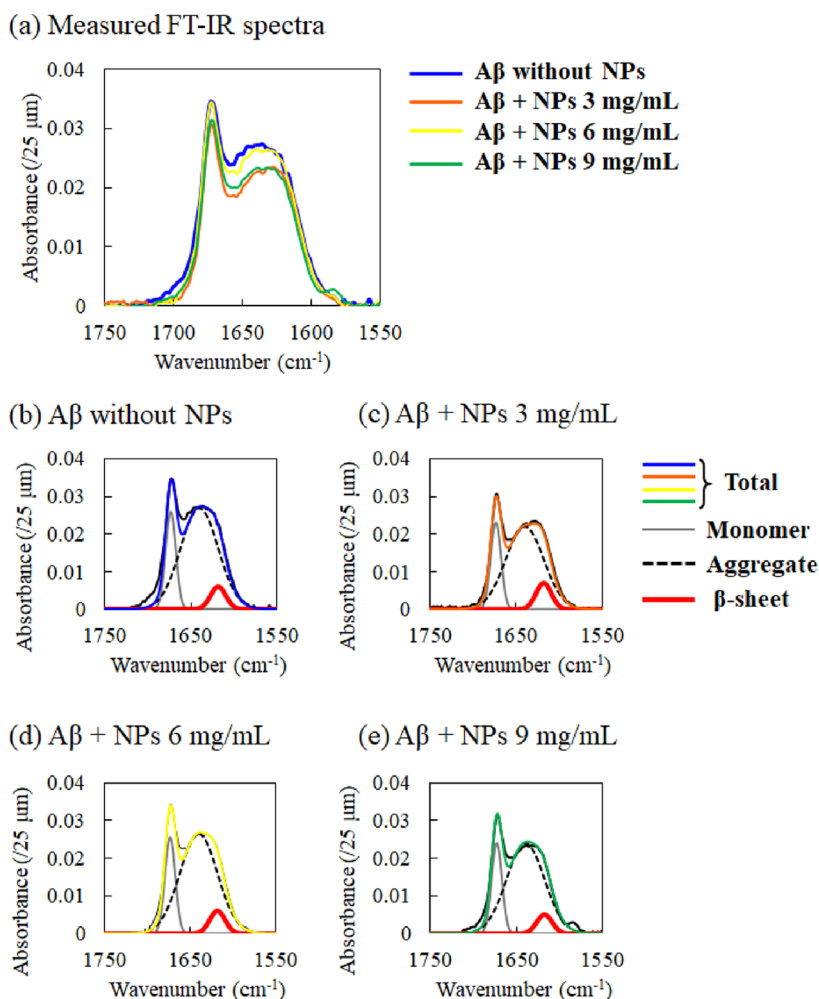 (a) Measured FT-IR spectra
0.04
0.03
0.02
0.01
0
Absorbance (/25 μm)
1750 1700 1650 1600 1550
Wavenumber (cm-1)
Aβ without NPs
Aβ + NPs 3 mg/mL
Aβ + NPs 6 mg/mL
Aβ + NPs 9 mg/mL
(b) Aβ without NPs
0.04
0.03
0.02
0.01
0
Absorbance (/25 μm)
1750 1650 1550
Wavenumber (cm-1)
(c) Aβ + NPs 3 mg/mL
0.04
0.03
0.02
0.01
0
Absorbance (/25 μm)
1750 1650 1550
Wavenumber (cm-1)
Total
Monomer
Aggregate
β-sheet
(d) Aβ + NPs 6 mg/mL
0.04
0.03
0.02
0.01
0
Absorbance (/25 μm)
1750 1650 1550
Wavenumber (cm-1)
(e) Aβ + NPs 9 mg/mL
0.04
0.03
0.02
0.01
0
Absorbance (/25 μm)
1750 1650 1550
Wavenumber (cm-1)